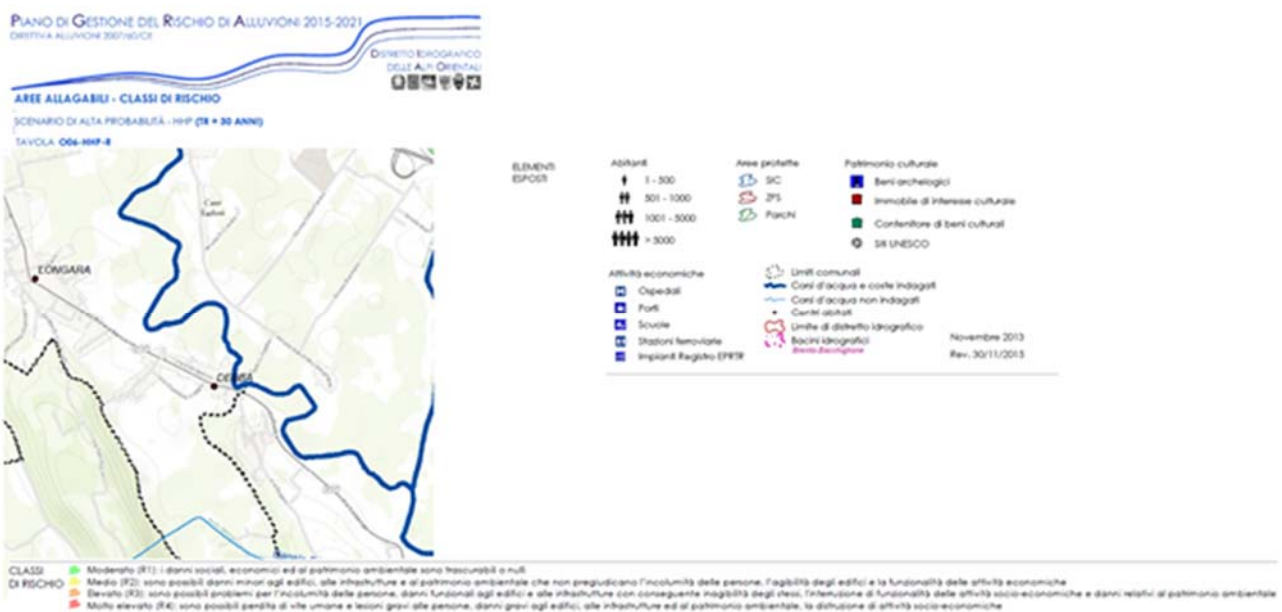 PIANO DI GESTIONE DEL RISCHIO DI ALLUVIONI 2015-2021
DIRETTIVA ALLUVIONI 2007/60/CE
DISTRETTO IDROGRAFICO
DELLE ALPI ORIENTALI
AREE ALLAGABILI - CLASSI DI RISCHIO
SCENARIO DI ALTA PROBABILITÀ - HHP (TR = 30 ANNI)
TAVOLA O06-HHP-R
LONGARA
DEBBA
ELEMENTI
ESPOSTI
Abitanti
1 - 500
501 - 1000
1001 - 5000
> 5000
Aree protette
SIC
ZPS
Parchi
Patrimonio culturale
Beni archeologici
Immobile di interesse culturale
Contenitore di beni culturali
Siti UNESCO
Attività economiche
Ospedali
Porti
Scuole
Stazioni ferroviarie
Impianti Registro EPRTR
Limiti comunali
Corsi d'acqua e coste indagati
Corsi d'acqua non indagati
Centri abitati
Limite di distretto idrografico
Bacini idrografici
Brenta-Bacchiglione
Novembre 2013
Rev. 30/11/2015
CLASSI
DI RISCHIO
Moderato (R1): i danni sociali, economici ed al patrimonio ambientale sono trascurabili o nulli
Medio (R2): sono possibili danni minori agli edifici, alle infrastrutture e al patrimonio ambientale che non pregiudicano l'incolumità delle persone, l'agibilità degli edifici e la funzionalità delle attività economiche
Elevato (R3): sono possibili problemi per l'incolumità delle persone, danni funzionali agli edifici e alle infrastrutture con conseguente inagibilità degli stessi, l'interruzione di funzionalità delle attività socio-economiche e danni relativi al patrimonio ambientale
Molto elevato (R4): sono possibili perdita di vite umane e lesioni gravi alle persone, danni gravi agli edifici, alle infrastrutture ed al patrimonio ambientale, la distruzione di attività socio-economiche